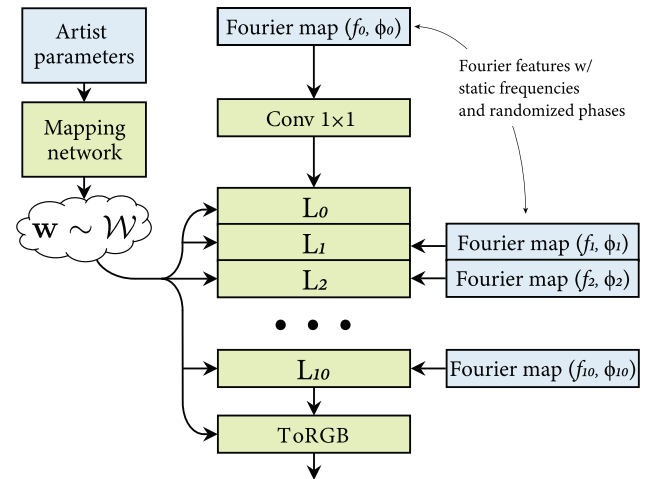 Artist
parameters
Mapping
network
w ∼ 𝒲
Fourier map (f₀, ϕ₀)
Fourier features w/
static frequencies
and randomized phases
Conv 1×1
L₀
L₁
Fourier map (f₁, ϕ₁)
L₂
Fourier map (f₂, ϕ₂)
• • •
L₁₀
Fourier map (f₁₀, ϕ₁₀)
ToRGB